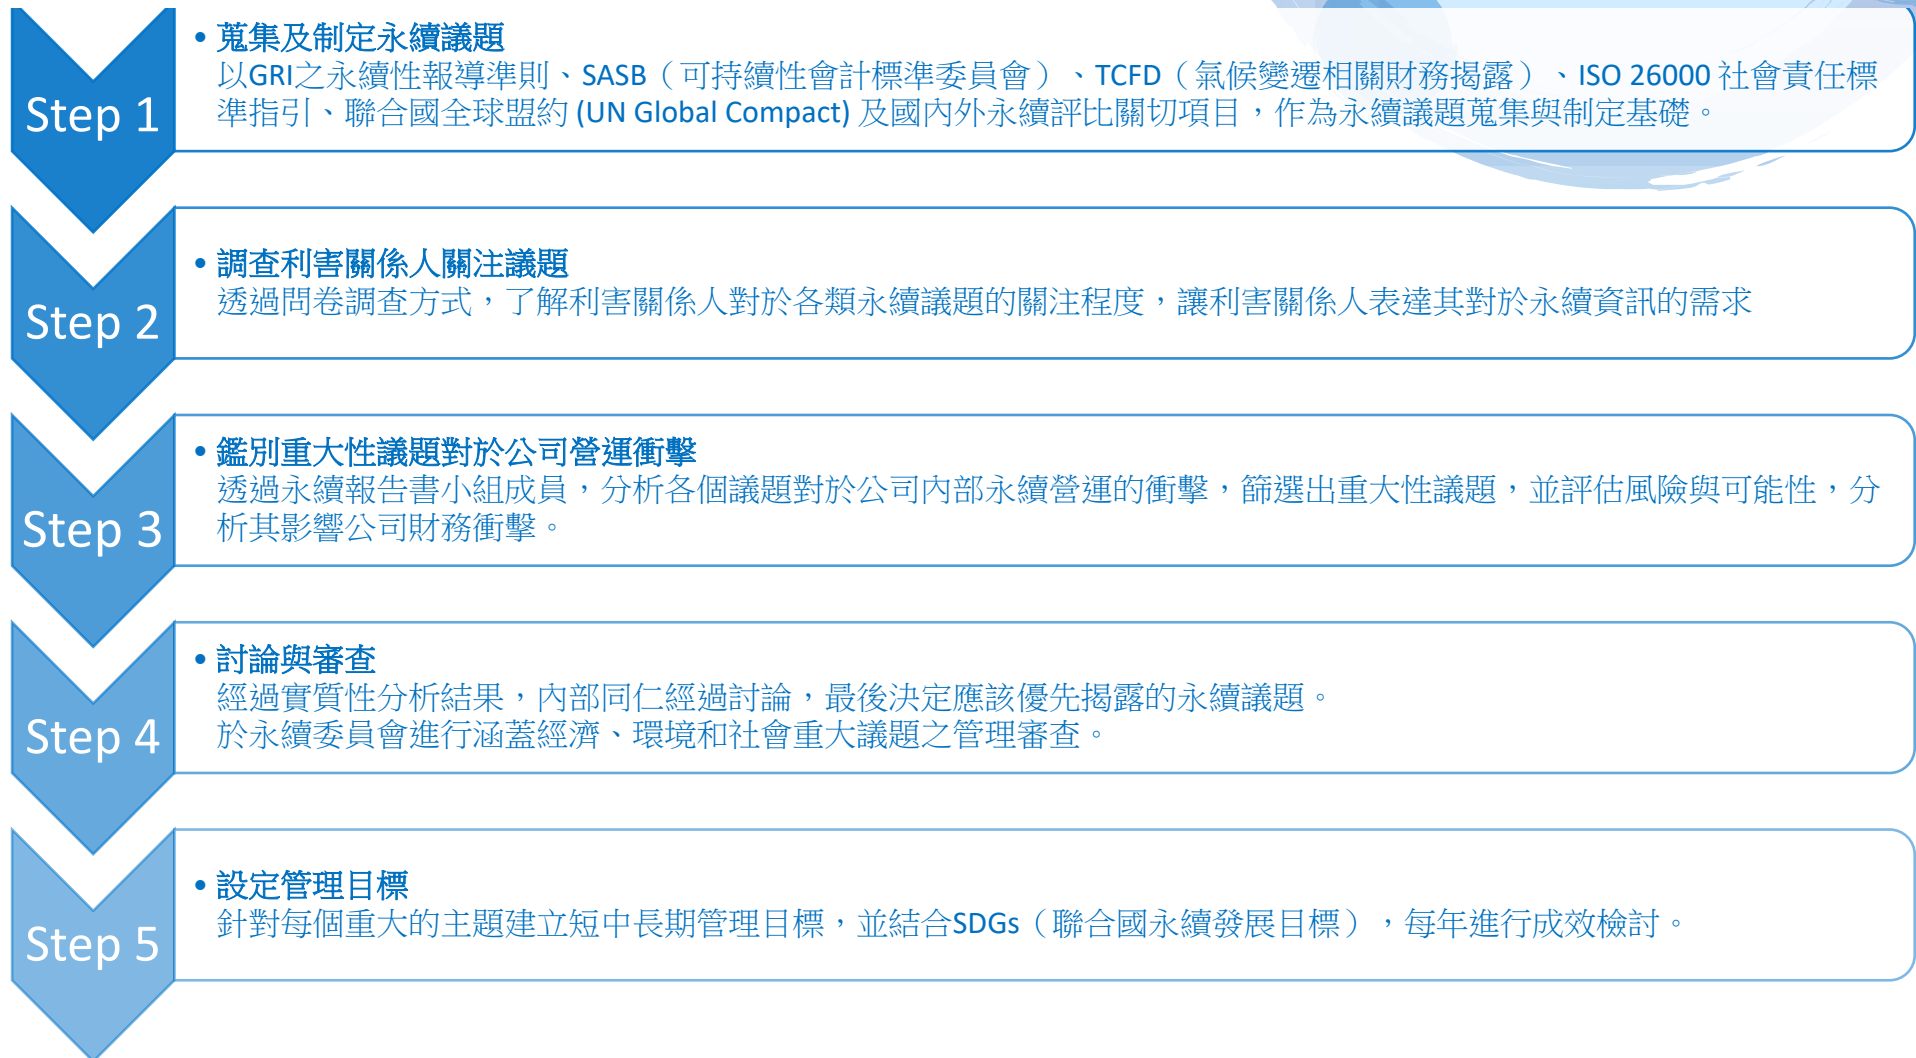 Step 1
• 蒐集及制定永續議題
以GRI之永續性報導準則、SASB（可持續性會計標準委員會）、TCFD（氣候變遷相關財務揭露）、ISO 26000 社會責任標
準指引、聯合國全球盟約 (UN Global Compact) 及國內外永續評比關切項目，作為永續議題蒐集與制定基礎。
Step 2
• 調查利害關係人關注議題
透過問卷調查方式，了解利害關係人對於各類永續議題的關注程度，讓利害關係人表達其對於永續資訊的需求
Step 3
• 鑑別重大性議題對於公司營運衝擊
透過永續報告書小組成員，分析各個議題對於公司內部永續營運的衝擊，篩選出重大性議題，並評估風險與可能性，分
析其影響公司財務衝擊。
Step 4
• 討論與審查
經過實質性分析結果，內部同仁經過討論，最後決定應該優先揭露的永續議題。
於永續委員會進行涵蓋經濟、環境和社會重大議題之管理審查。
Step 5
• 設定管理目標
針對每個重大的主題建立短中長期管理目標，並結合SDGs（聯合國永續發展目標），每年進行成效檢討。